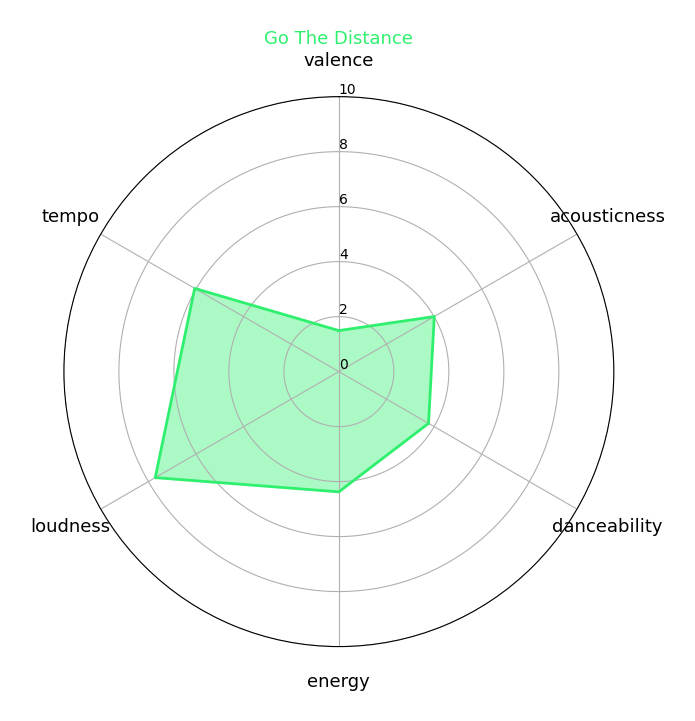 Go The Distance
valence
10
8
tempo
acousticness
6
4
2
0
loudness
danceability
energy